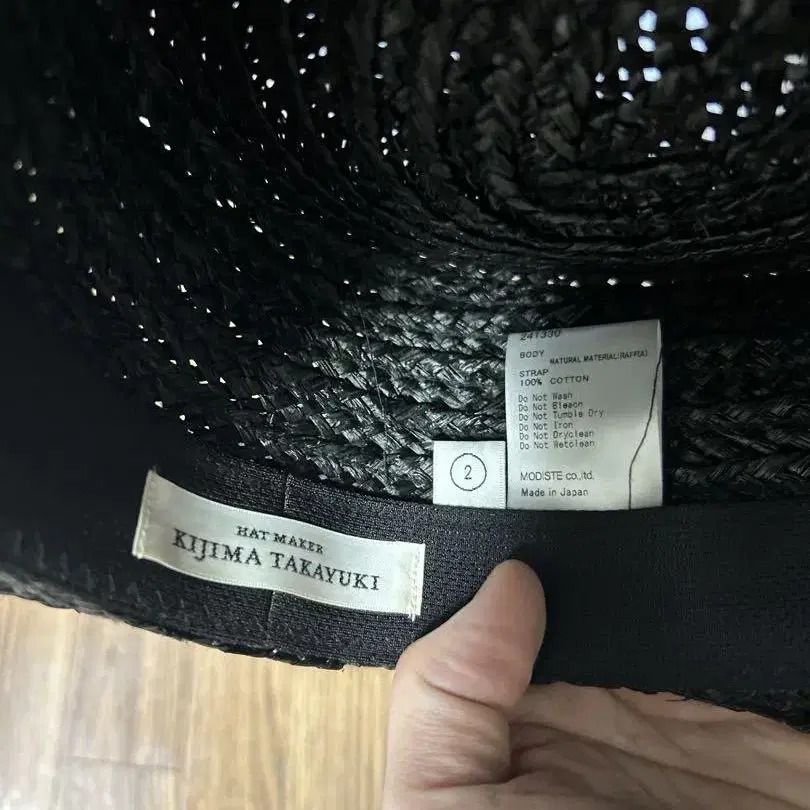 241330
BODY NATURAL MATERIAL(RAFFIA)
STRAP
100% COTTON
Do Not Wash
Do Not Bleach
Do Not Tumble Dry
Do Not Iron
Do Not Dryclean
Do Not Wetclean
MODISTE co.,ltd.
Made in Japan
2
HAT MAKER
KIJIMA TAKAYUKI